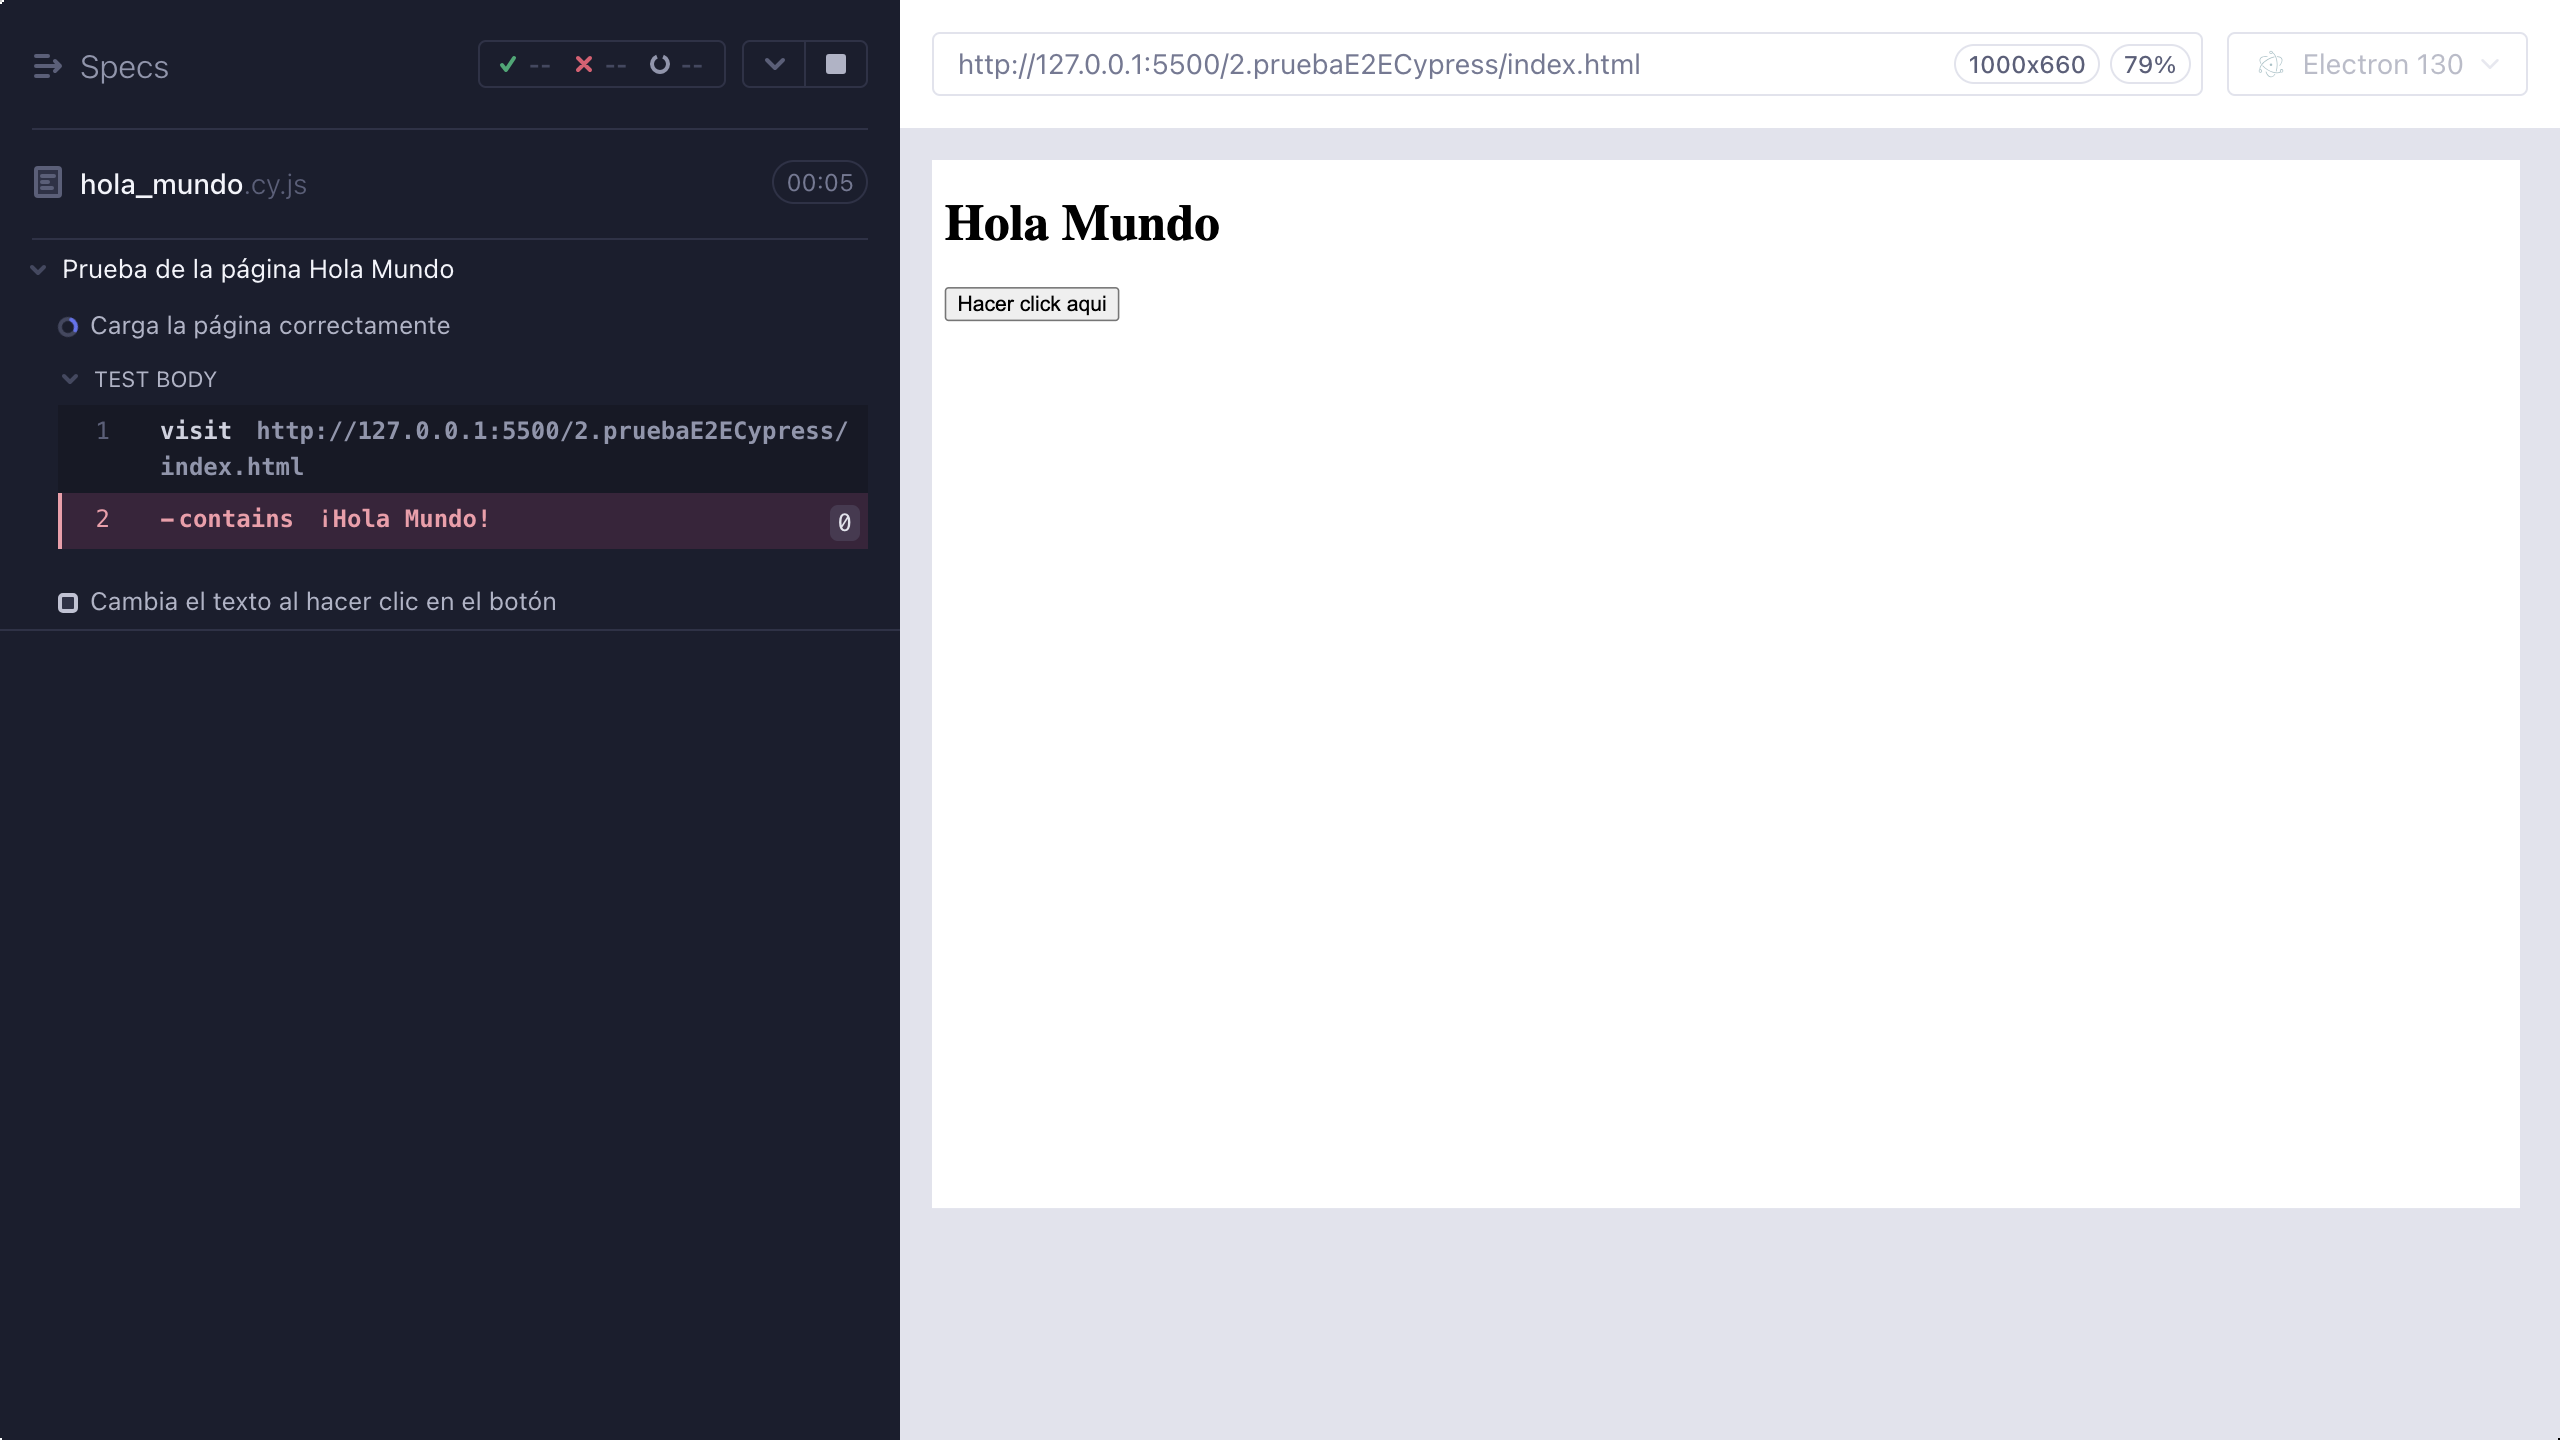 Specs
-- -- --
hola_mundo.cy.js
00:05
Prueba de la página Hola Mundo
Carga la página correctamente
TEST BODY
1 visit http://127.0.0.1:5500/2.pruebaE2ECypress/
index.html
2 -contains ¡Hola Mundo! 0
Cambia el texto al hacer clic en el botón
http://127.0.0.1:5500/2.pruebaE2ECypress/index.html
1000x660
79%
Electron 130
Hola Mundo
Hacer click aqui